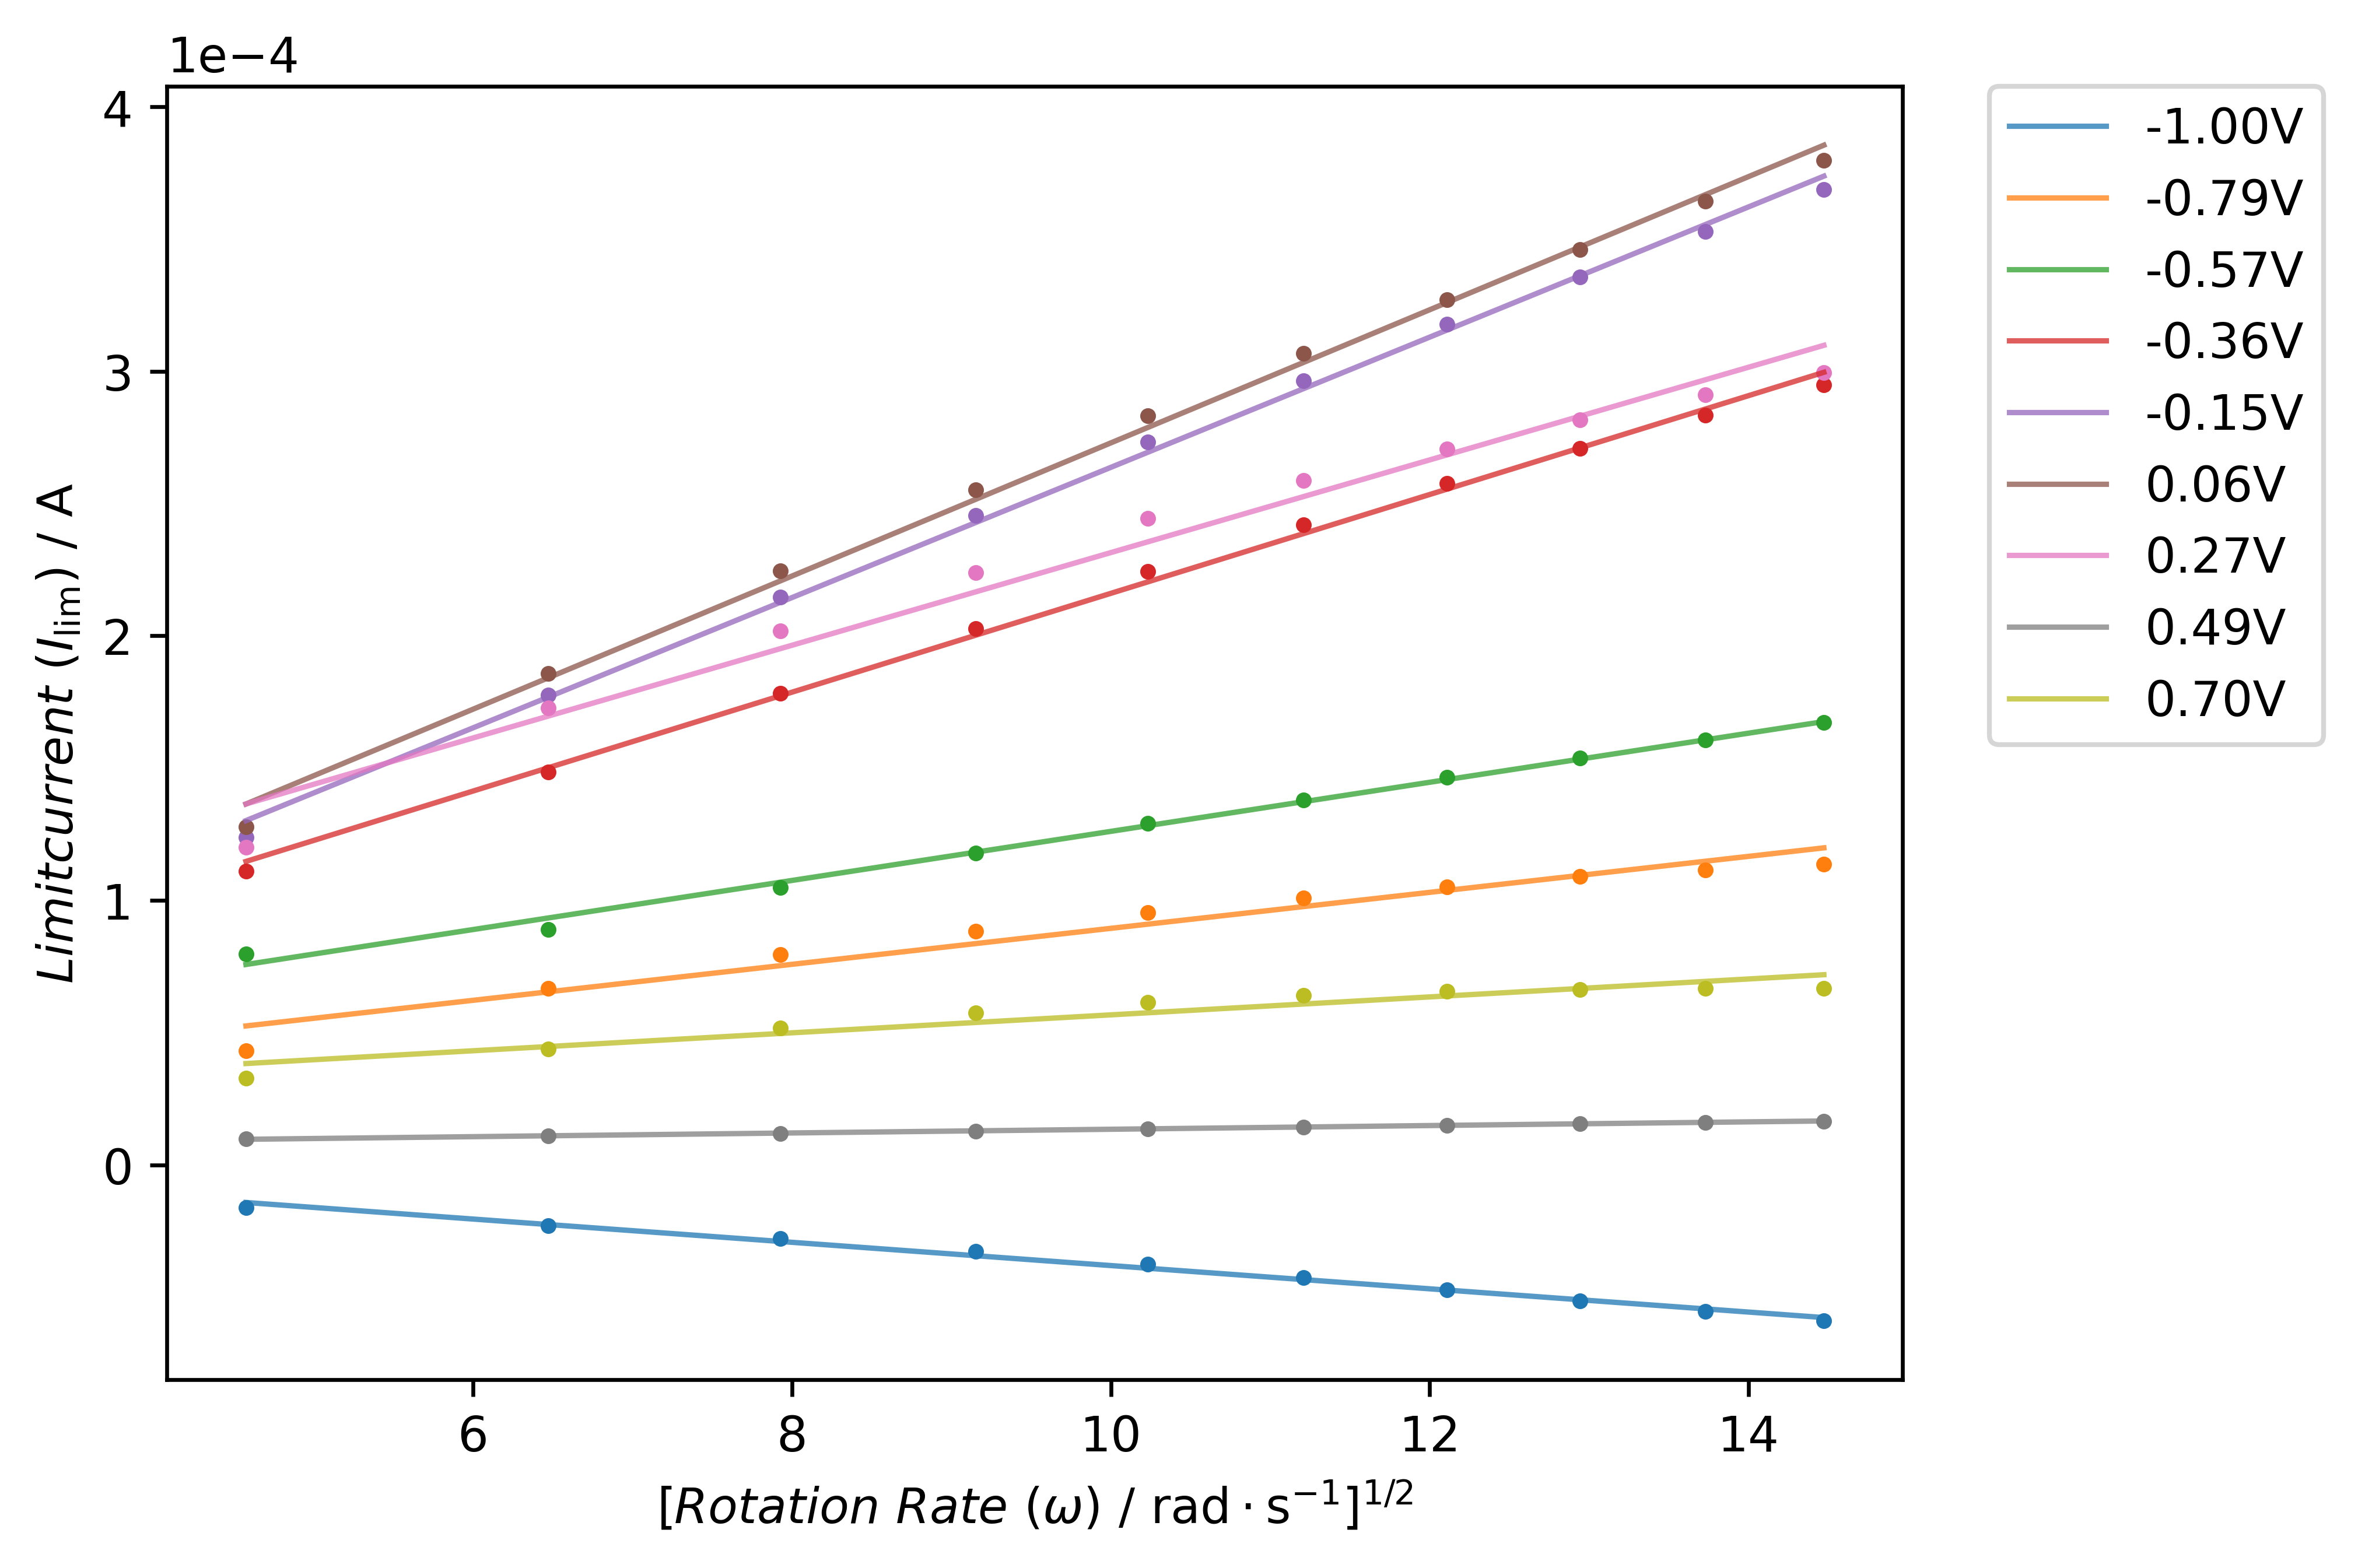 1e−4
4
3
2
1
0
Limitcurrent (I_lim) / A
6 8 10 12 14
[Rotation Rate (ω) / rad · s⁻¹]^1/2
-1.00V
-0.79V
-0.57V
-0.36V
-0.15V
0.06V
0.27V
0.49V
0.70V